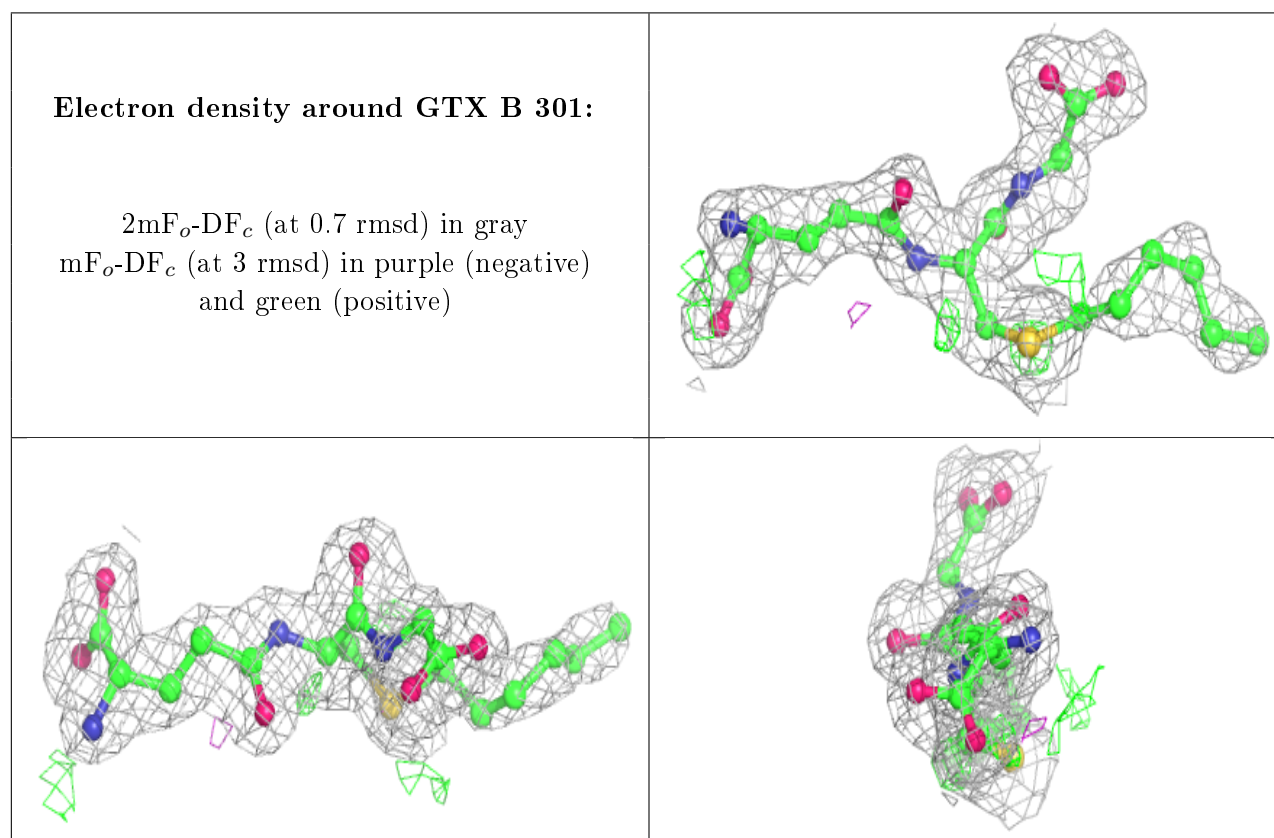 Electron density around GTX B 301:
2mFₒ-DF𝒸 (at 0.7 rmsd) in gray
mFₒ-DF𝒸 (at 3 rmsd) in purple (negative)
and green (positive)